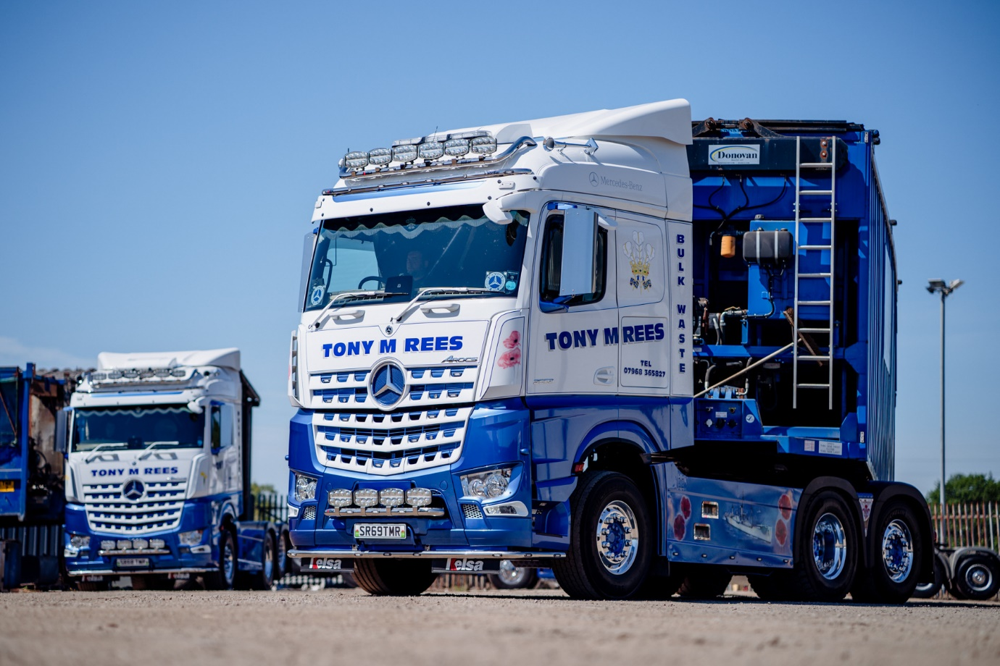 Donovan
Mercedes-Benz
BULK WASTE
TONY M REES
AROCS
TONY M REES
TEL
07968 365827
SR69TMR
Kelsa
Kelsa
TONY M REES